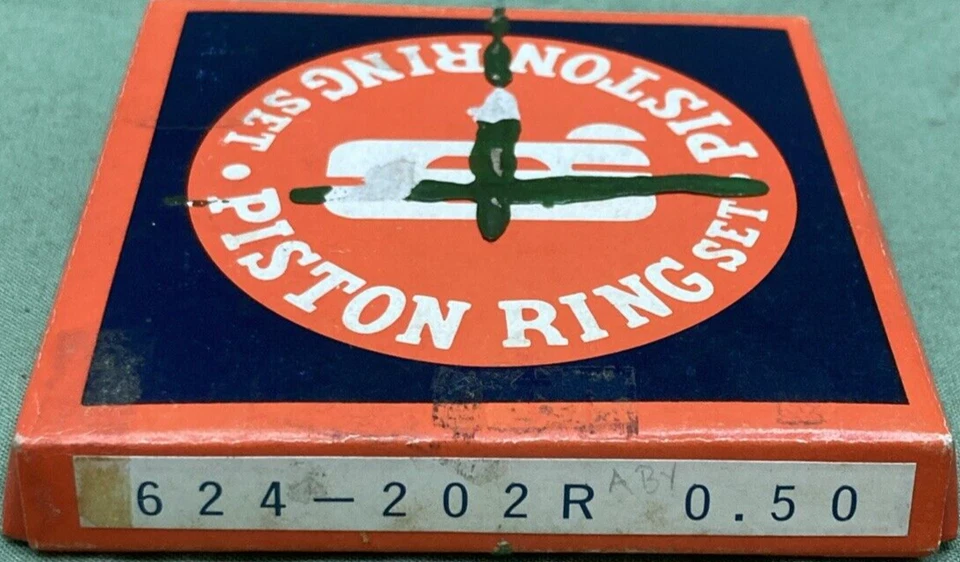 PISTON RING SET
PISTON RING SET
624-202R ABY 0.50